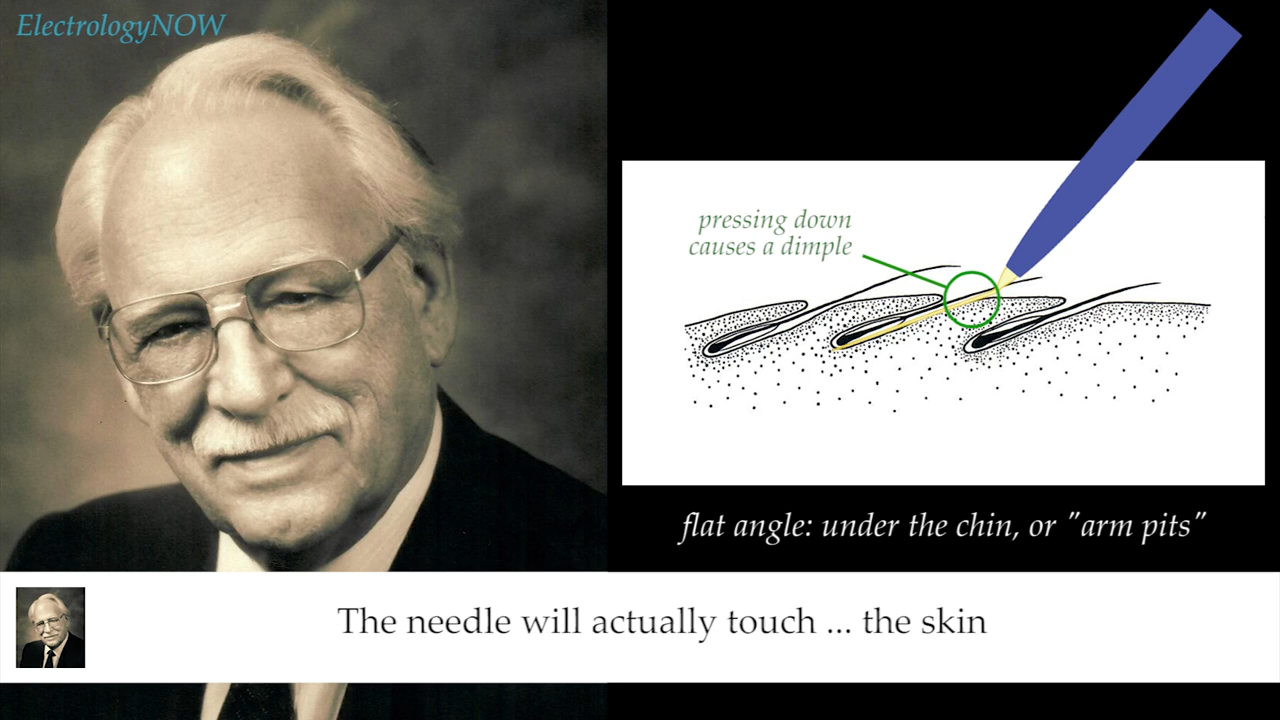 ElectrologyNOW
pressing down
causes a dimple
flat angle: under the chin, or "arm pits"
The needle will actually touch ... the skin